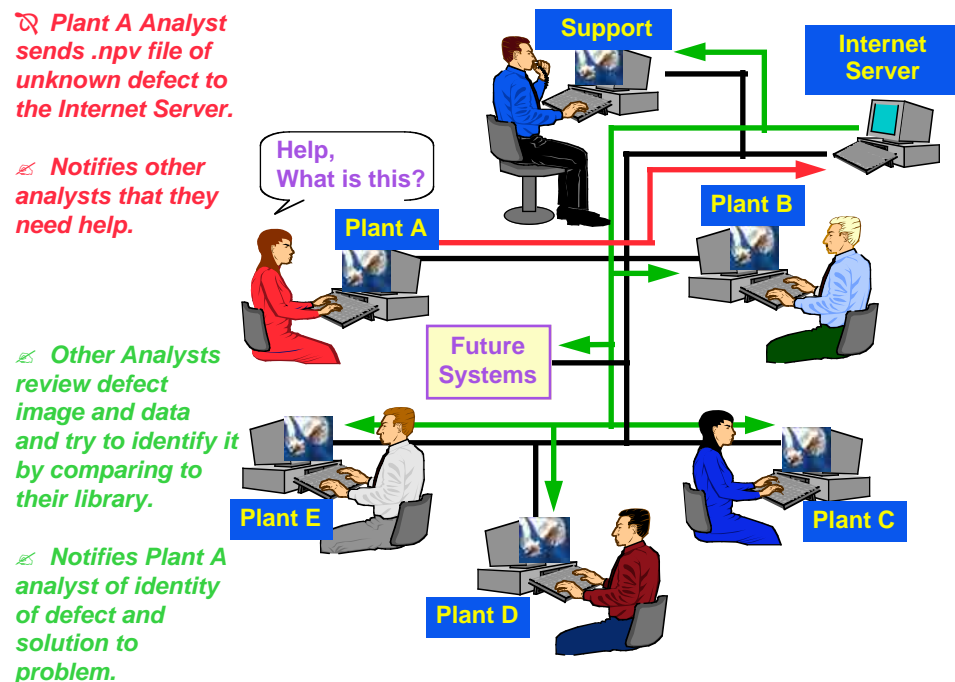 Plant A Analyst
sends .npv file of
unknown defect to
the Internet Server.
Notifies other
analysts that they
need help.
Other Analysts
review defect
image and data
and try to identify it
by comparing to
their library.
Notifies Plant A
analyst of identity
of defect and
solution to
problem.
Support
Internet
Server
Help,
What is this?
Plant A
Plant B
Future
Systems
Plant E
Plant C
Plant D